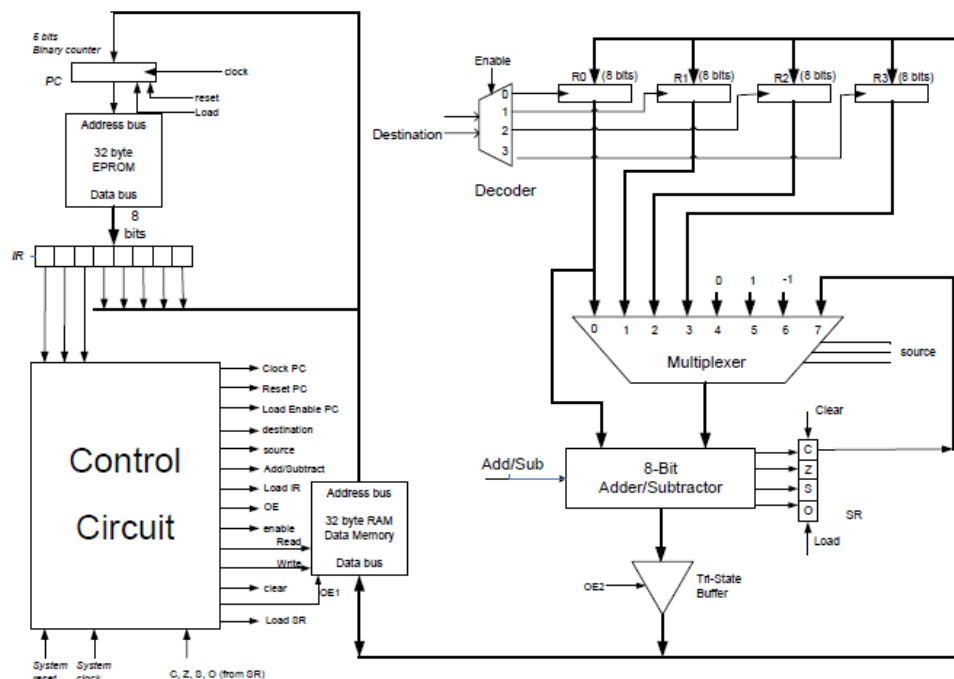 6 bits
Binary counter
PC
clock
reset
Load
Address bus
32 byte
EPROM
Data bus
8
bits
IR
Control
Circuit
Clock PC
Reset PC
Load Enable PC
destination
source
Add/Subtract
Load IR
OE
enable
Read
Write
clear
OE1
Load SR
System
reset
System
clock
C, Z, S, O (from SR)
Address bus
32 byte RAM
Data Memory
Data bus
Enable
Destination
0
1
2
3
Decoder
R0 (8 bits)
R1 (8 bits)
R2 (8 bits)
R3 (8 bits)
0 1 -1
0 1 2 3 4 5 6 7
Multiplexer
source
Clear
Add/Sub
8-Bit
Adder/Subtractor
C
Z
S
O
SR
Load
OE2
Tri-State
Buffer